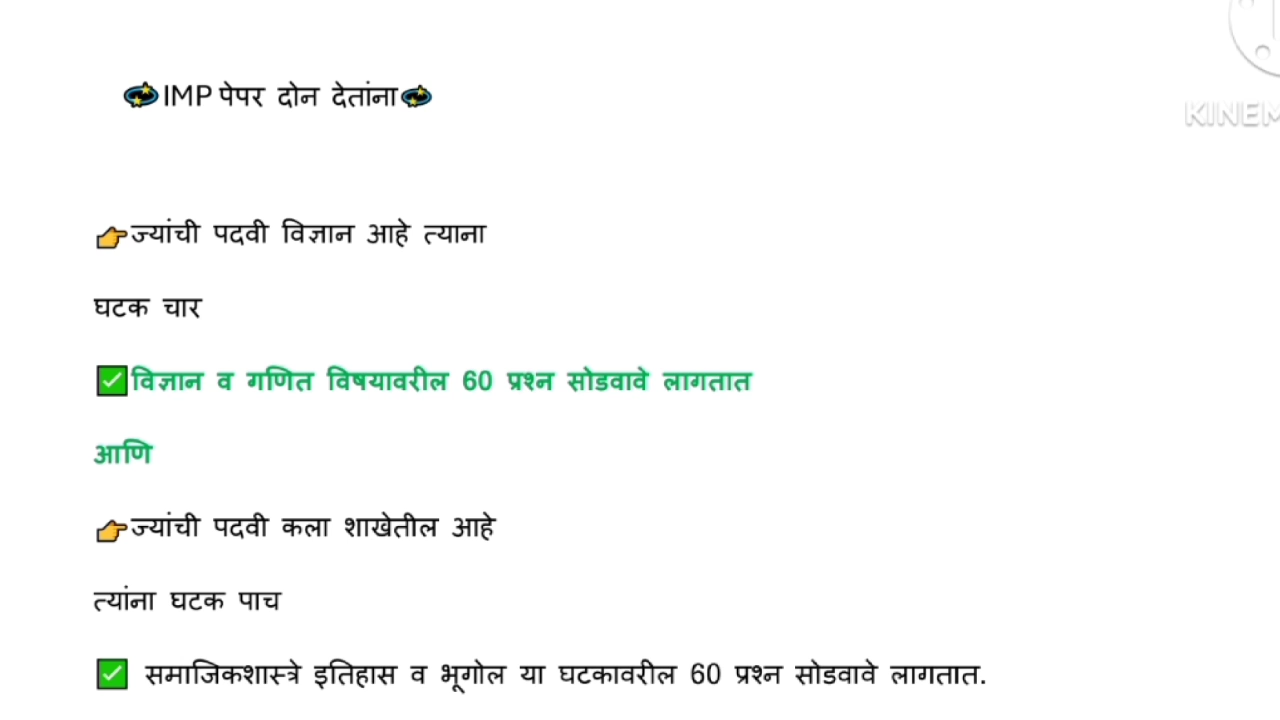 💫IMP पेपर दोन देतांना💫
👉ज्यांची पदवी विज्ञान आहे त्याना
घटक चार
✅विज्ञान व गणित विषयावरील 60 प्रश्न सोडवावे लागतात
आणि
👉ज्यांची पदवी कला शाखेतील आहे
त्यांना घटक पाच
✅ समाजिकशास्त्रे इतिहास व भूगोल या घटकावरील 60 प्रश्न सोडवावे लागतात.